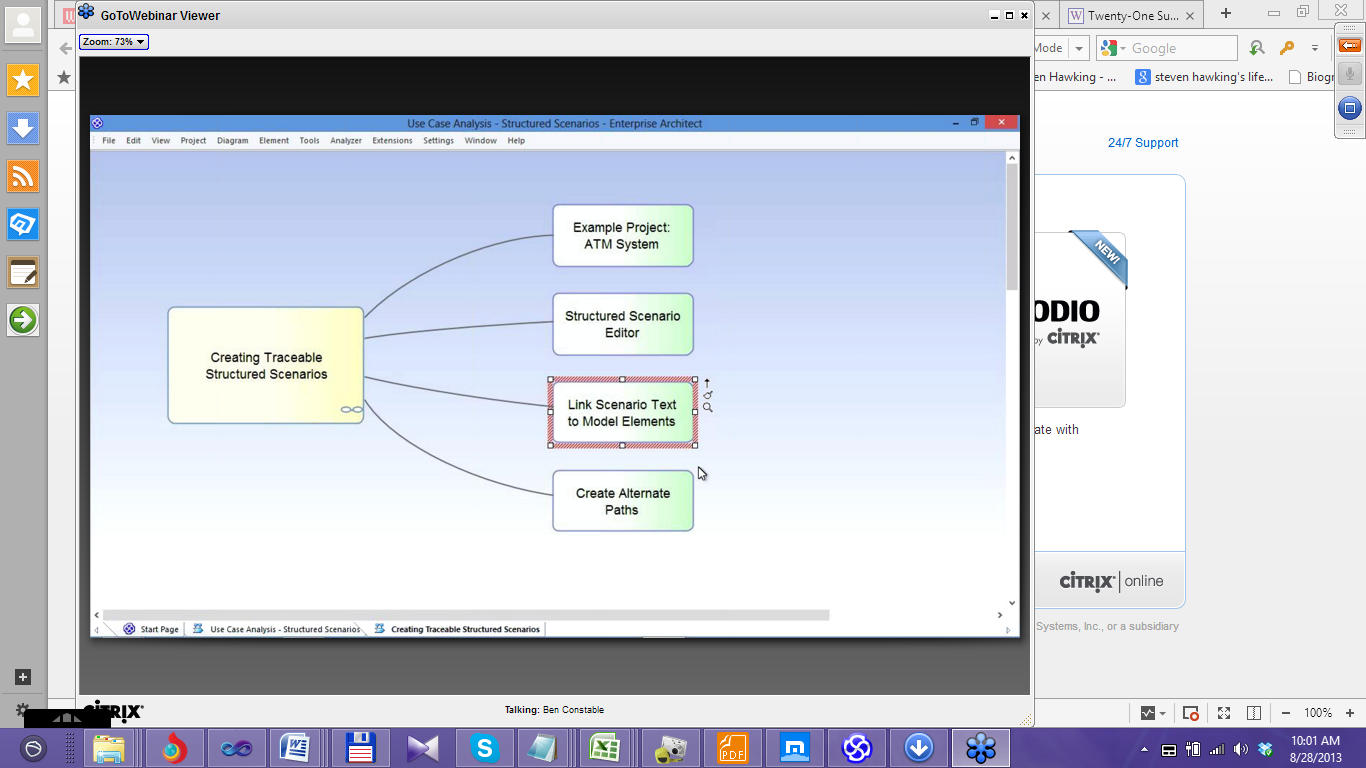 GoToWebinar Viewer
Zoom: 73%
Use Case Analysis - Structured Scenarios - Enterprise Architect
File Edit View Project Diagram Element Tools Analyzer Extensions Settings Window Help
Example Project:
ATM System
Structured Scenario
Editor
Creating Traceable
Structured Scenarios
Link Scenario Text
to Model Elements
Create Alternate
Paths
Start Page Use Case Analysis - Structured Scenarios Creating Traceable Structured Scenarios
Talking: Ben Constable
Twenty-One Su...
Mode Google
en Hawking - ... steven hawking's life... Biogr
24/7 Support
NEW!
ODIO
by CITRIX
ate with
CITRIX online
Systems, Inc., or a subsidiary
100%
PDF
10:01 AM
8/28/2013